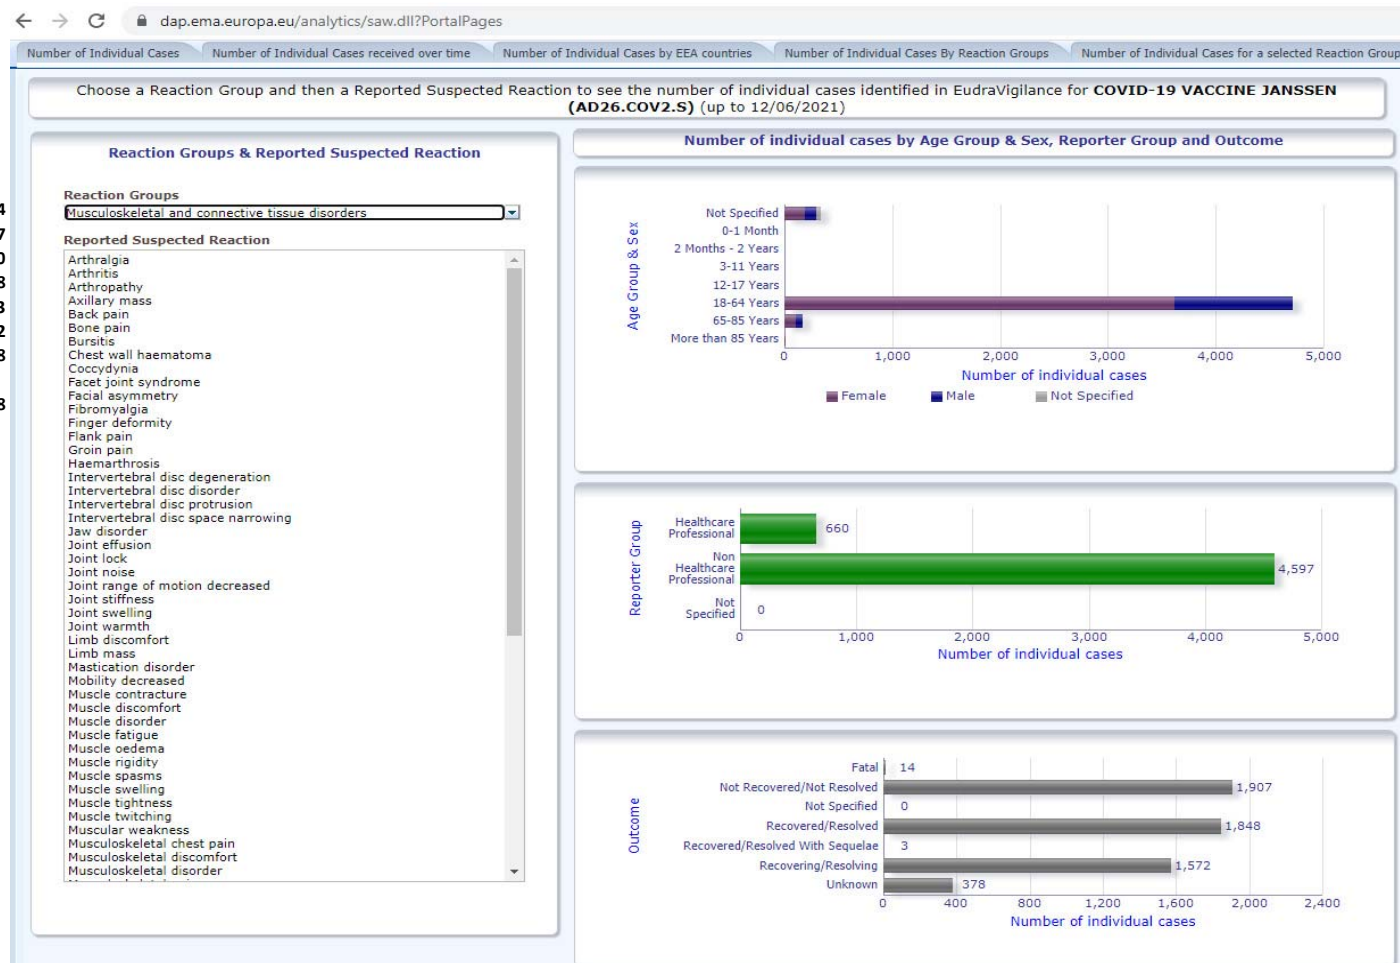 dap.ema.europa.eu/analytics/saw.dll?PortalPages
Number of Individual Cases
Number of Individual Cases received over time
Number of Individual Cases by EEA countries
Number of Individual Cases By Reaction Groups
Number of Individual Cases for a selected Reaction Group
Choose a Reaction Group and then a Reported Suspected Reaction to see the number of individual cases identified in EudraVigilance for COVID-19 VACCINE JANSSEN
(AD26.COV2.S) (up to 12/06/2021)
Reaction Groups & Reported Suspected Reaction
Reaction Groups
Musculoskeletal and connective tissue disorders
Reported Suspected Reaction
Arthralgia
Arthritis
Arthropathy
Axillary mass
Back pain
Bone pain
Bursitis
Chest wall haematoma
Coccydynia
Facet joint syndrome
Facial asymmetry
Fibromyalgia
Finger deformity
Flank pain
Groin pain
Haemarthrosis
Intervertebral disc degeneration
Intervertebral disc disorder
Intervertebral disc protrusion
Intervertebral disc space narrowing
Jaw disorder
Joint effusion
Joint lock
Joint noise
Joint range of motion decreased
Joint stiffness
Joint swelling
Joint warmth
Limb discomfort
Limb mass
Mastication disorder
Mobility decreased
Muscle contracture
Muscle discomfort
Muscle disorder
Muscle fatigue
Muscle oedema
Muscle rigidity
Muscle spasms
Muscle swelling
Muscle tightness
Muscle twitching
Muscular weakness
Musculoskeletal chest pain
Musculoskeletal discomfort
Musculoskeletal disorder
4
7
0
8
3
2
8
8
Number of individual cases by Age Group & Sex, Reporter Group and Outcome
Age Group & Sex
Not Specified
0-1 Month
2 Months - 2 Years
3-11 Years
12-17 Years
18-64 Years
65-85 Years
More than 85 Years
0 1,000 2,000 3,000 4,000 5,000
Number of individual cases
Female Male Not Specified
Reporter Group
Healthcare
Professional
660
Non
Healthcare
Professional
4,597
Not
Specified
0
0 1,000 2,000 3,000 4,000 5,000
Number of individual cases
Outcome
Fatal 14
Not Recovered/Not Resolved 1,907
Not Specified 0
Recovered/Resolved 1,848
Recovered/Resolved With Sequelae 3
Recovering/Resolving 1,572
Unknown 378
0 400 800 1,200 1,600 2,000 2,400
Number of individual cases